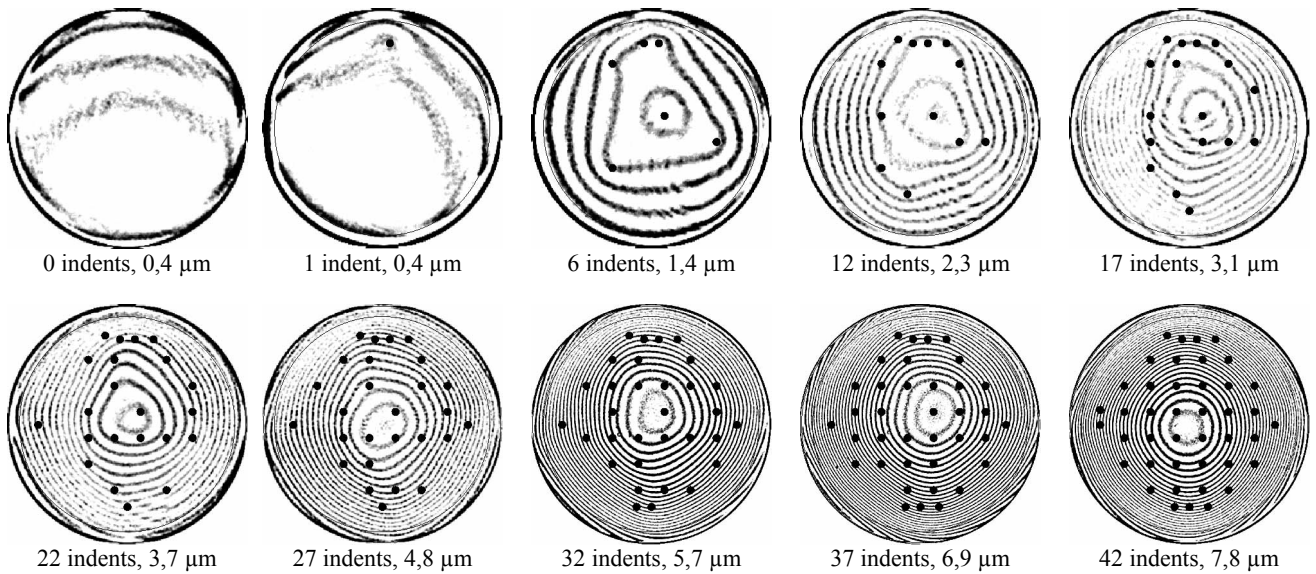 0 indents, 0,4 µm
1 indent, 0,4 µm
6 indents, 1,4 µm
12 indents, 2,3 µm
17 indents, 3,1 µm
22 indents, 3,7 µm
27 indents, 4,8 µm
32 indents, 5,7 µm
37 indents, 6,9 µm
42 indents, 7,8 µm